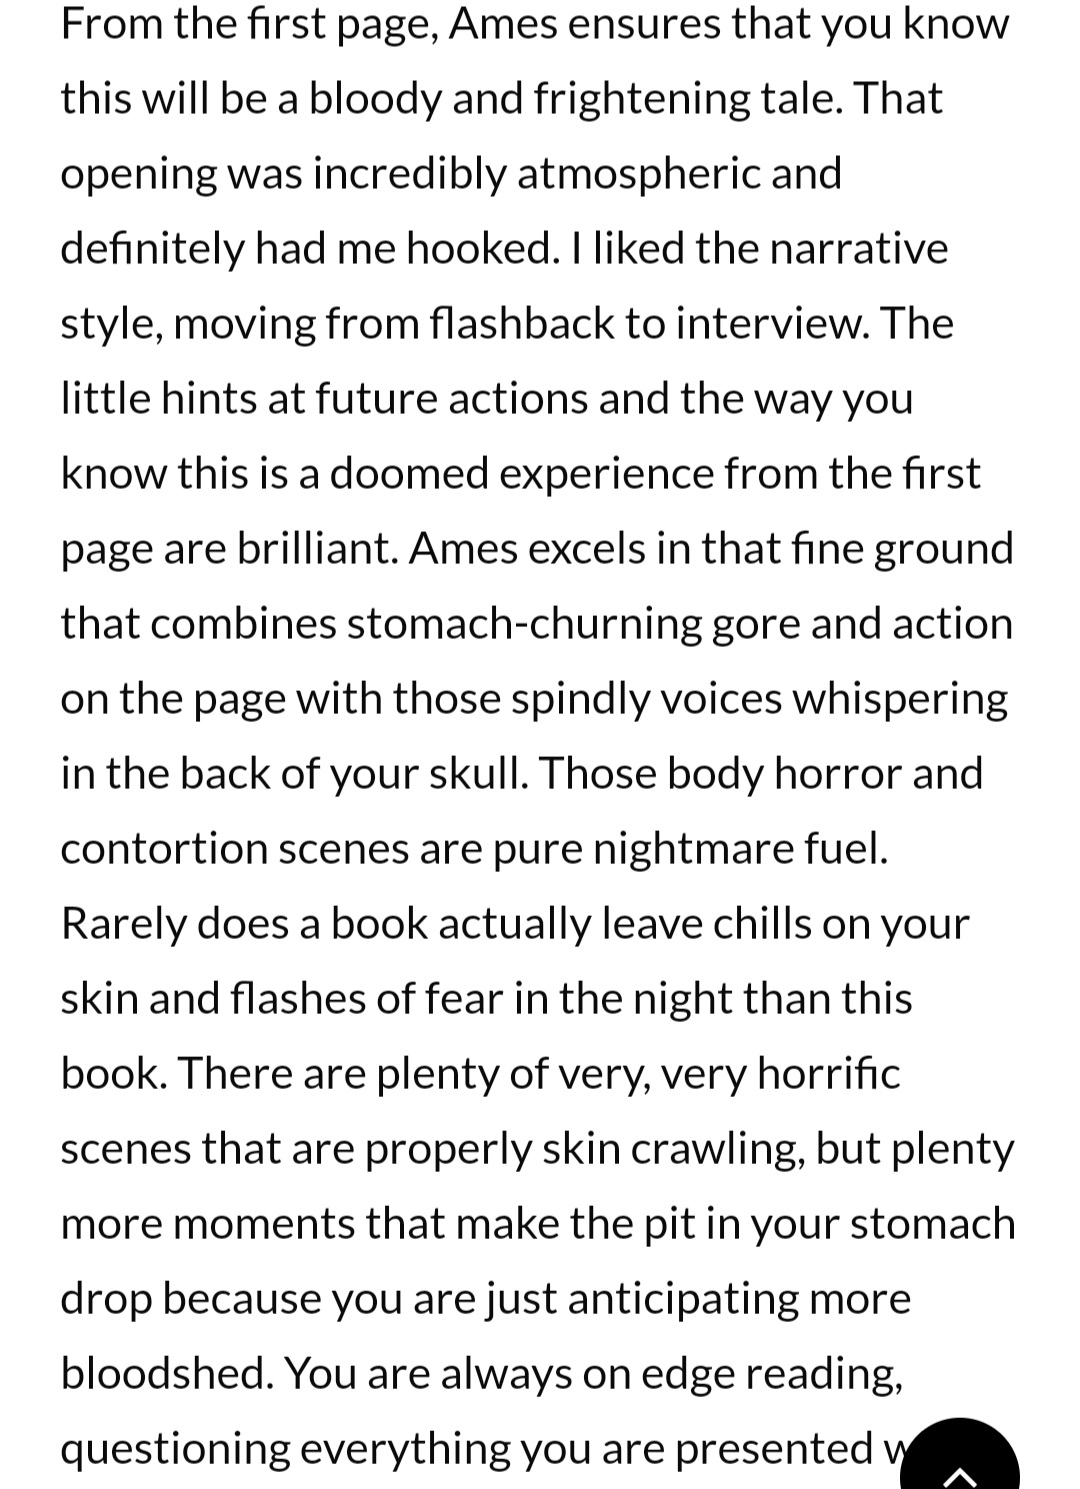 From the first page, Ames ensures that you know
this will be a bloody and frightening tale. That
opening was incredibly atmospheric and
definitely had me hooked. I liked the narrative
style, moving from flashback to interview. The
little hints at future actions and the way you
know this is a doomed experience from the first
page are brilliant. Ames excels in that fine ground
that combines stomach-churning gore and action
on the page with those spindly voices whispering
in the back of your skull. Those body horror and
contortion scenes are pure nightmare fuel.
Rarely does a book actually leave chills on your
skin and flashes of fear in the night than this
book. There are plenty of very, very horrific
scenes that are properly skin crawling, but plenty
more moments that make the pit in your stomach
drop because you are just anticipating more
bloodshed. You are always on edge reading,
questioning everything you are presented